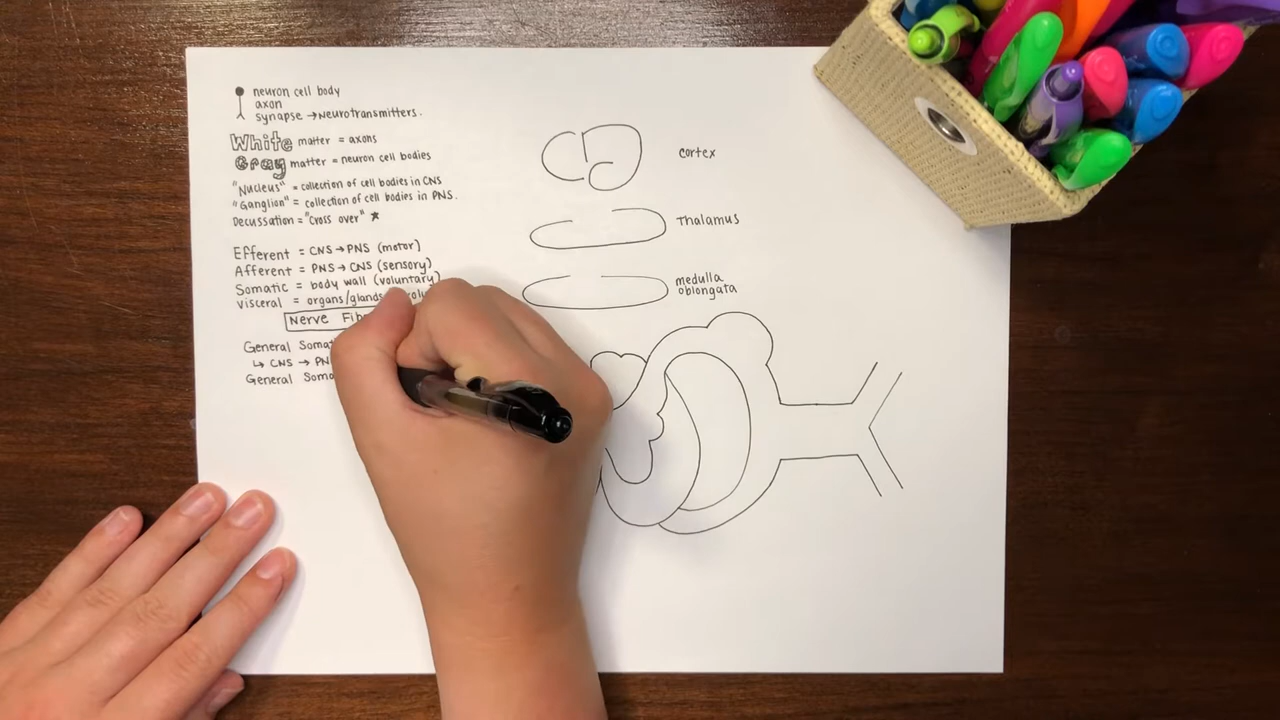 neuron cell body
axon
synapse → Neurotransmitters.
White matter = axons
Gray matter = neuron cell bodies
"Nucleus" = collection of cell bodies in CNS
"Ganglion" = collection of cell bodies in PNS.
Decussation = "Cross over" ★
Efferent = CNS → PNS (motor)
Afferent = PNS → CNS (sensory)
Somatic = body wall (voluntary)
Visceral = organs/glands
Nerve
General
↳ CNS →
General
cortex
Thalamus
medulla
oblongata